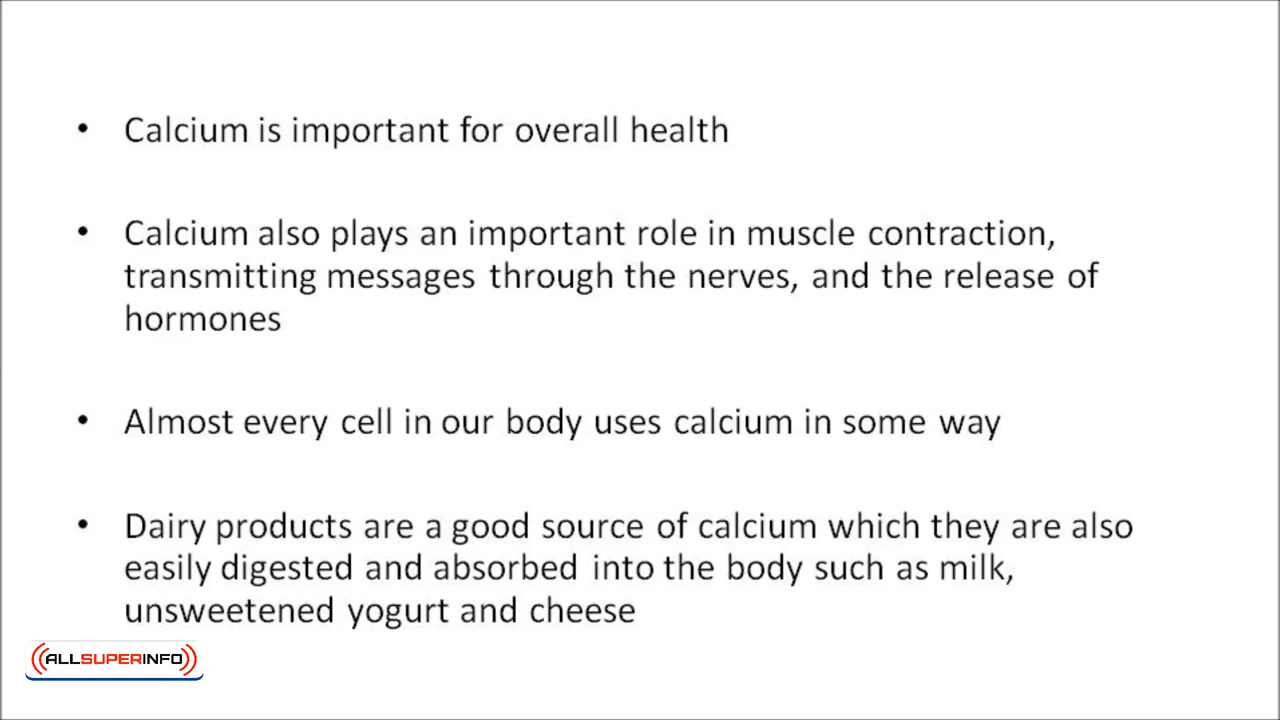 • Calcium is important for overall health
• Calcium also plays an important role in muscle contraction,
transmitting messages through the nerves, and the release of
hormones
• Almost every cell in our body uses calcium in some way
• Dairy products are a good source of calcium which they are also
easily digested and absorbed into the body such as milk,
unsweetened yogurt and cheese
ALLSUPERINFO